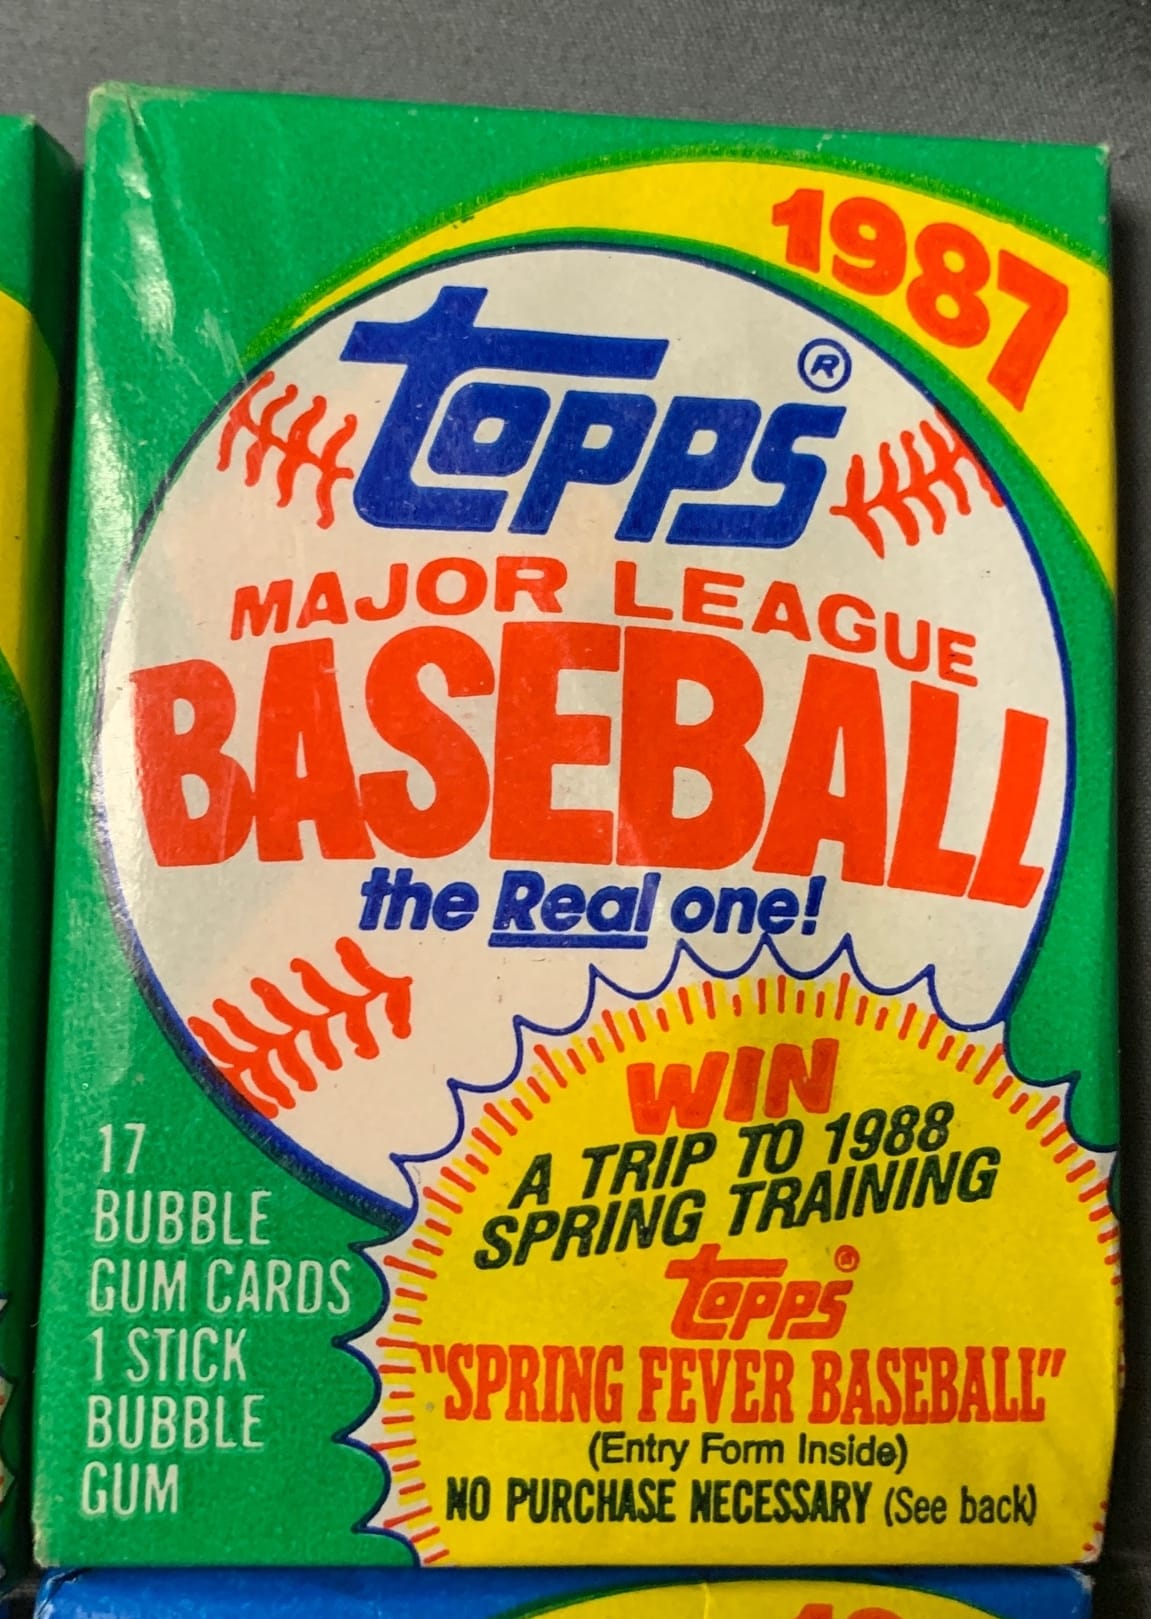 1987
topps®
MAJOR LEAGUE
BASEBALL
the Real one!
WIN
A TRIP TO 1988
SPRING TRAINING
topps®
"SPRING FEVER BASEBALL"
(Entry Form Inside)
NO PURCHASE NECESSARY (See back)
17
BUBBLE
GUM CARDS
1 STICK
BUBBLE
GUM